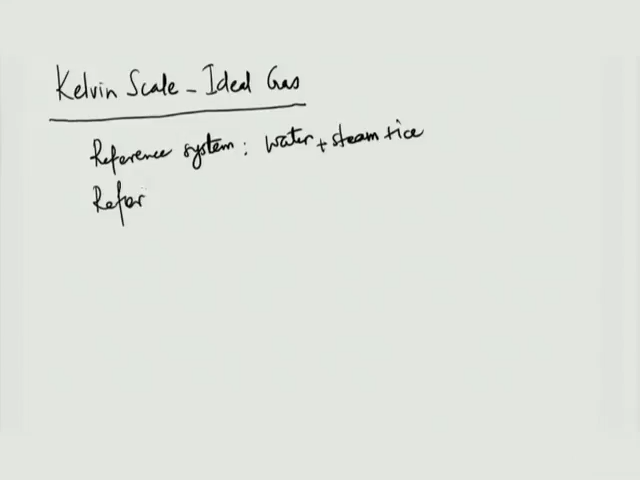 Kelvin Scale - Ideal Gas
Reference system: water + steam + ice
Refer